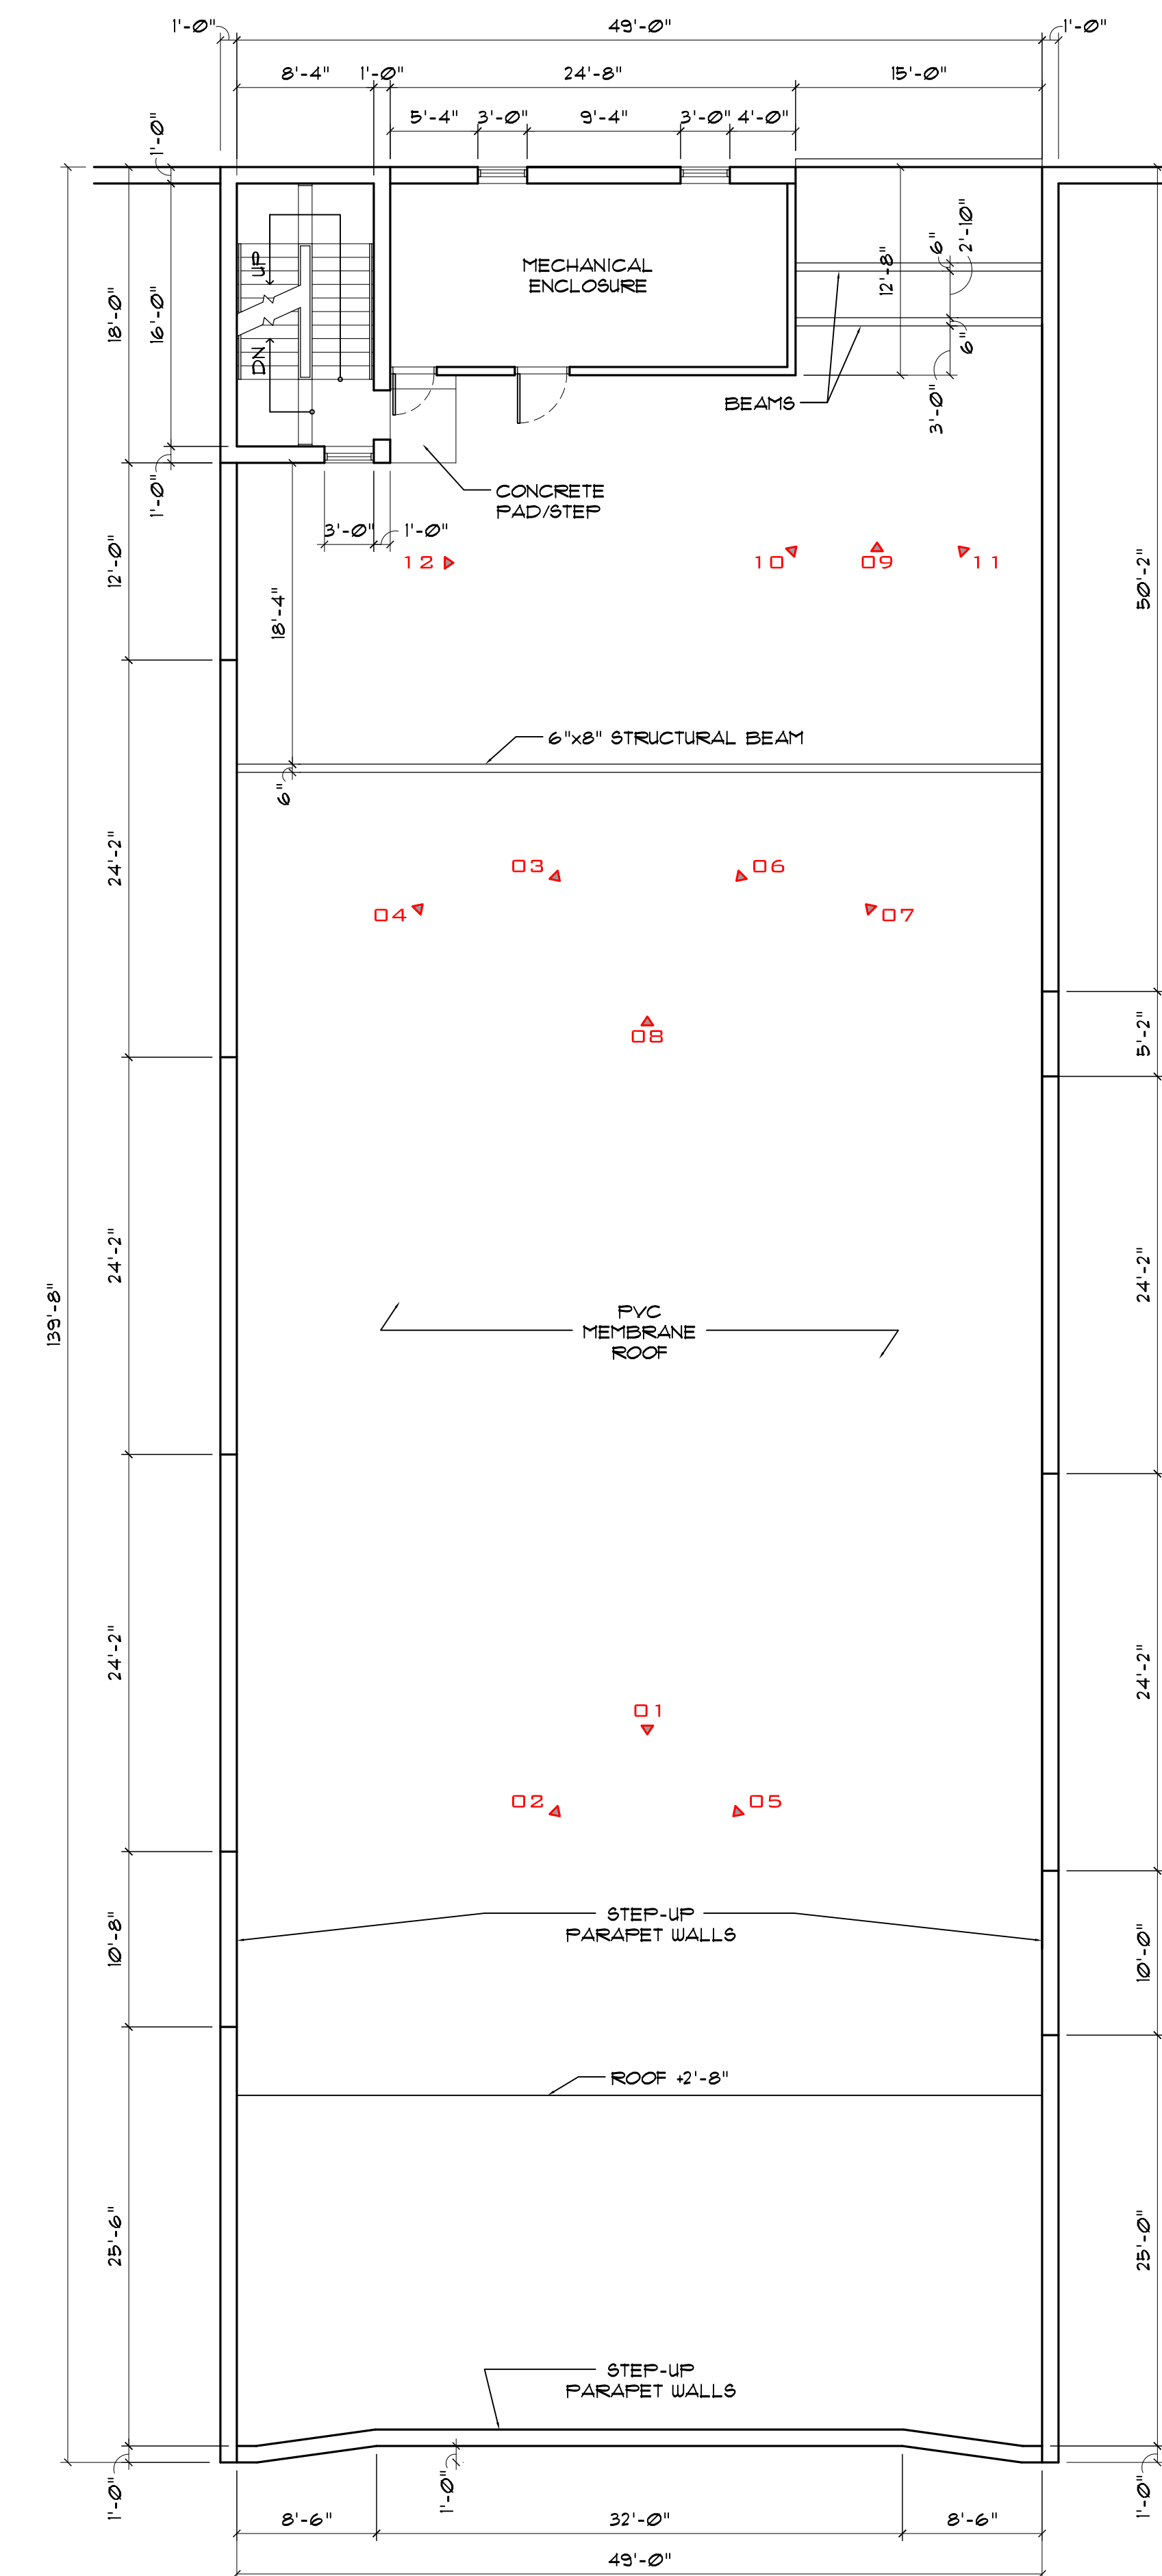 1'-0" 49'-0" 1'-0"
8'-4" 1'-0" 24'-8" 15'-0"
5'-4" 3'-0" 9'-4" 3'-0" 4'-0"
1'-0"
18'-0"
16'-0"
1'-0"
UP
DN
MECHANICAL
ENCLOSURE
12'-8"
6"
2'-10"
6"
3'-0"
BEAMS
CONCRETE
PAD/STEP
3'-0" 1'-0"
12'-0"
18'-4"
12
10
09
11
50'-2"
6"x8" STRUCTURAL BEAM
6"
24'-2"
03
06
04
07
08
5'-2"
24'-2"
24'-2"
139'-8"
PVC
MEMBRANE
ROOF
24'-2"
24'-2"
01
02
05
STEP-UP
PARAPET WALLS
10'-8"
10'-0"
ROOF +2'-8"
25'-6"
25'-0"
STEP-UP
PARAPET WALLS
1'-0"
1'-0"
1'-0"
8'-6" 32'-0" 8'-6"
49'-0"